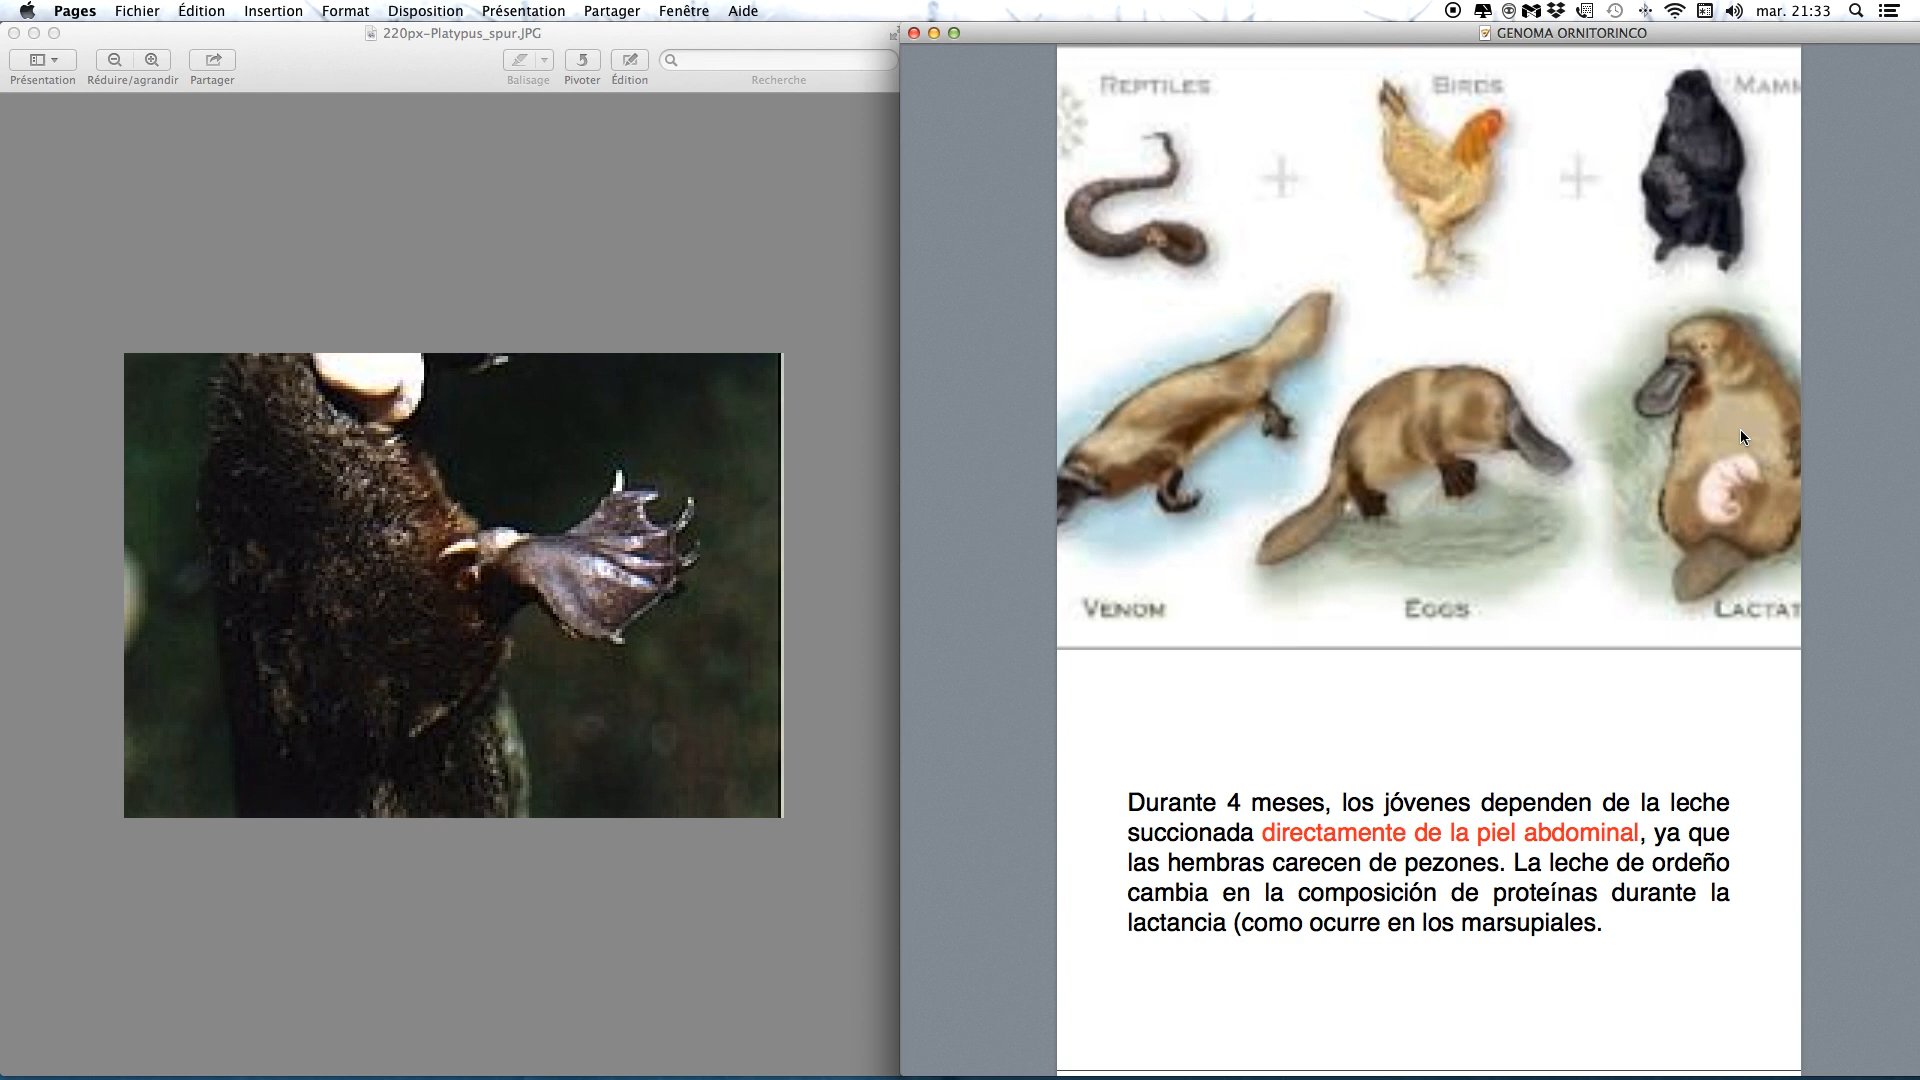 Pages Fichier Édition Insertion Format Disposition Présentation Partager Fenêtre Aide mar. 21:33
220px-Platypus_spur.JPG
Présentation Réduire/agrandir Partager Balisage Pivoter Édition Recherche
GENOMA ORNITORINCO
REPTILES BIRDS MAMM
+ +
VENOM EGGS LACTAT
Durante 4 meses, los jóvenes dependen de la leche
succionada directamente de la piel abdominal, ya que
las hembras carecen de pezones. La leche de ordeño
cambia en la composición de proteínas durante la
lactancia (como ocurre en los marsupiales.